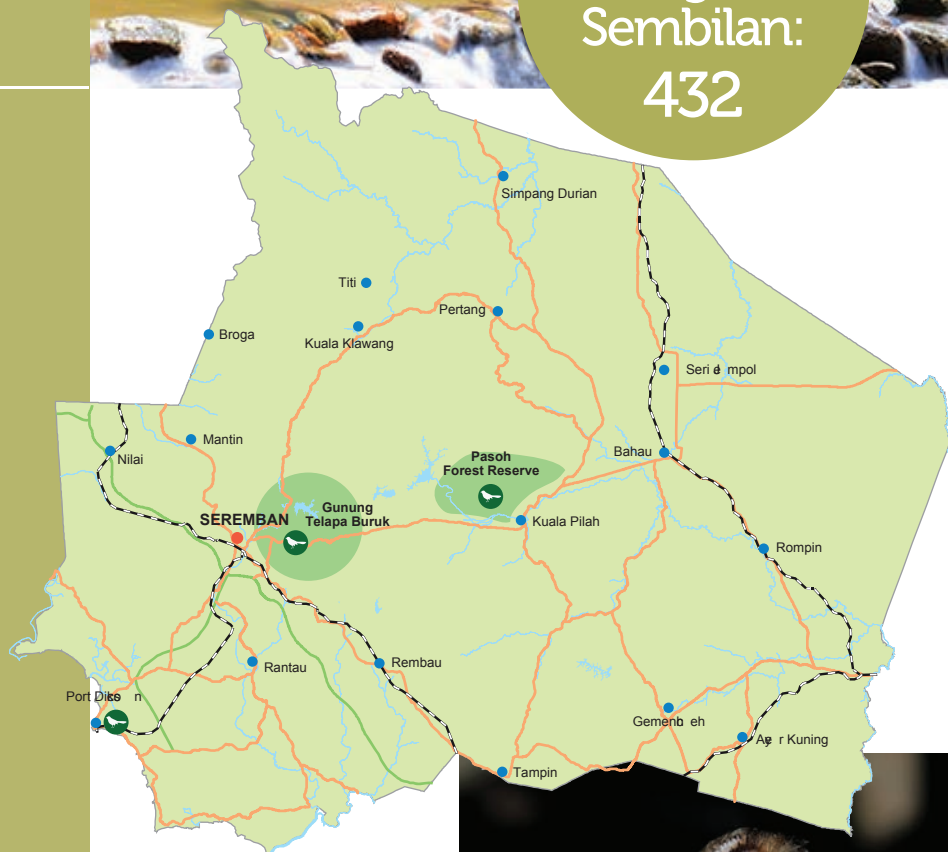 Sembilan:
432
Simpang Durian
Titi
Pertang
Broga
Kuala Klawang
Seri
Mantin
Bahau
Nilai
Pasoh
Forest Reserve
Gunung
Telapa Buruk
SEREMBAN
Kuala Pilah
Rompin
Rantau
Rembau
Port
Kuning
Tampin